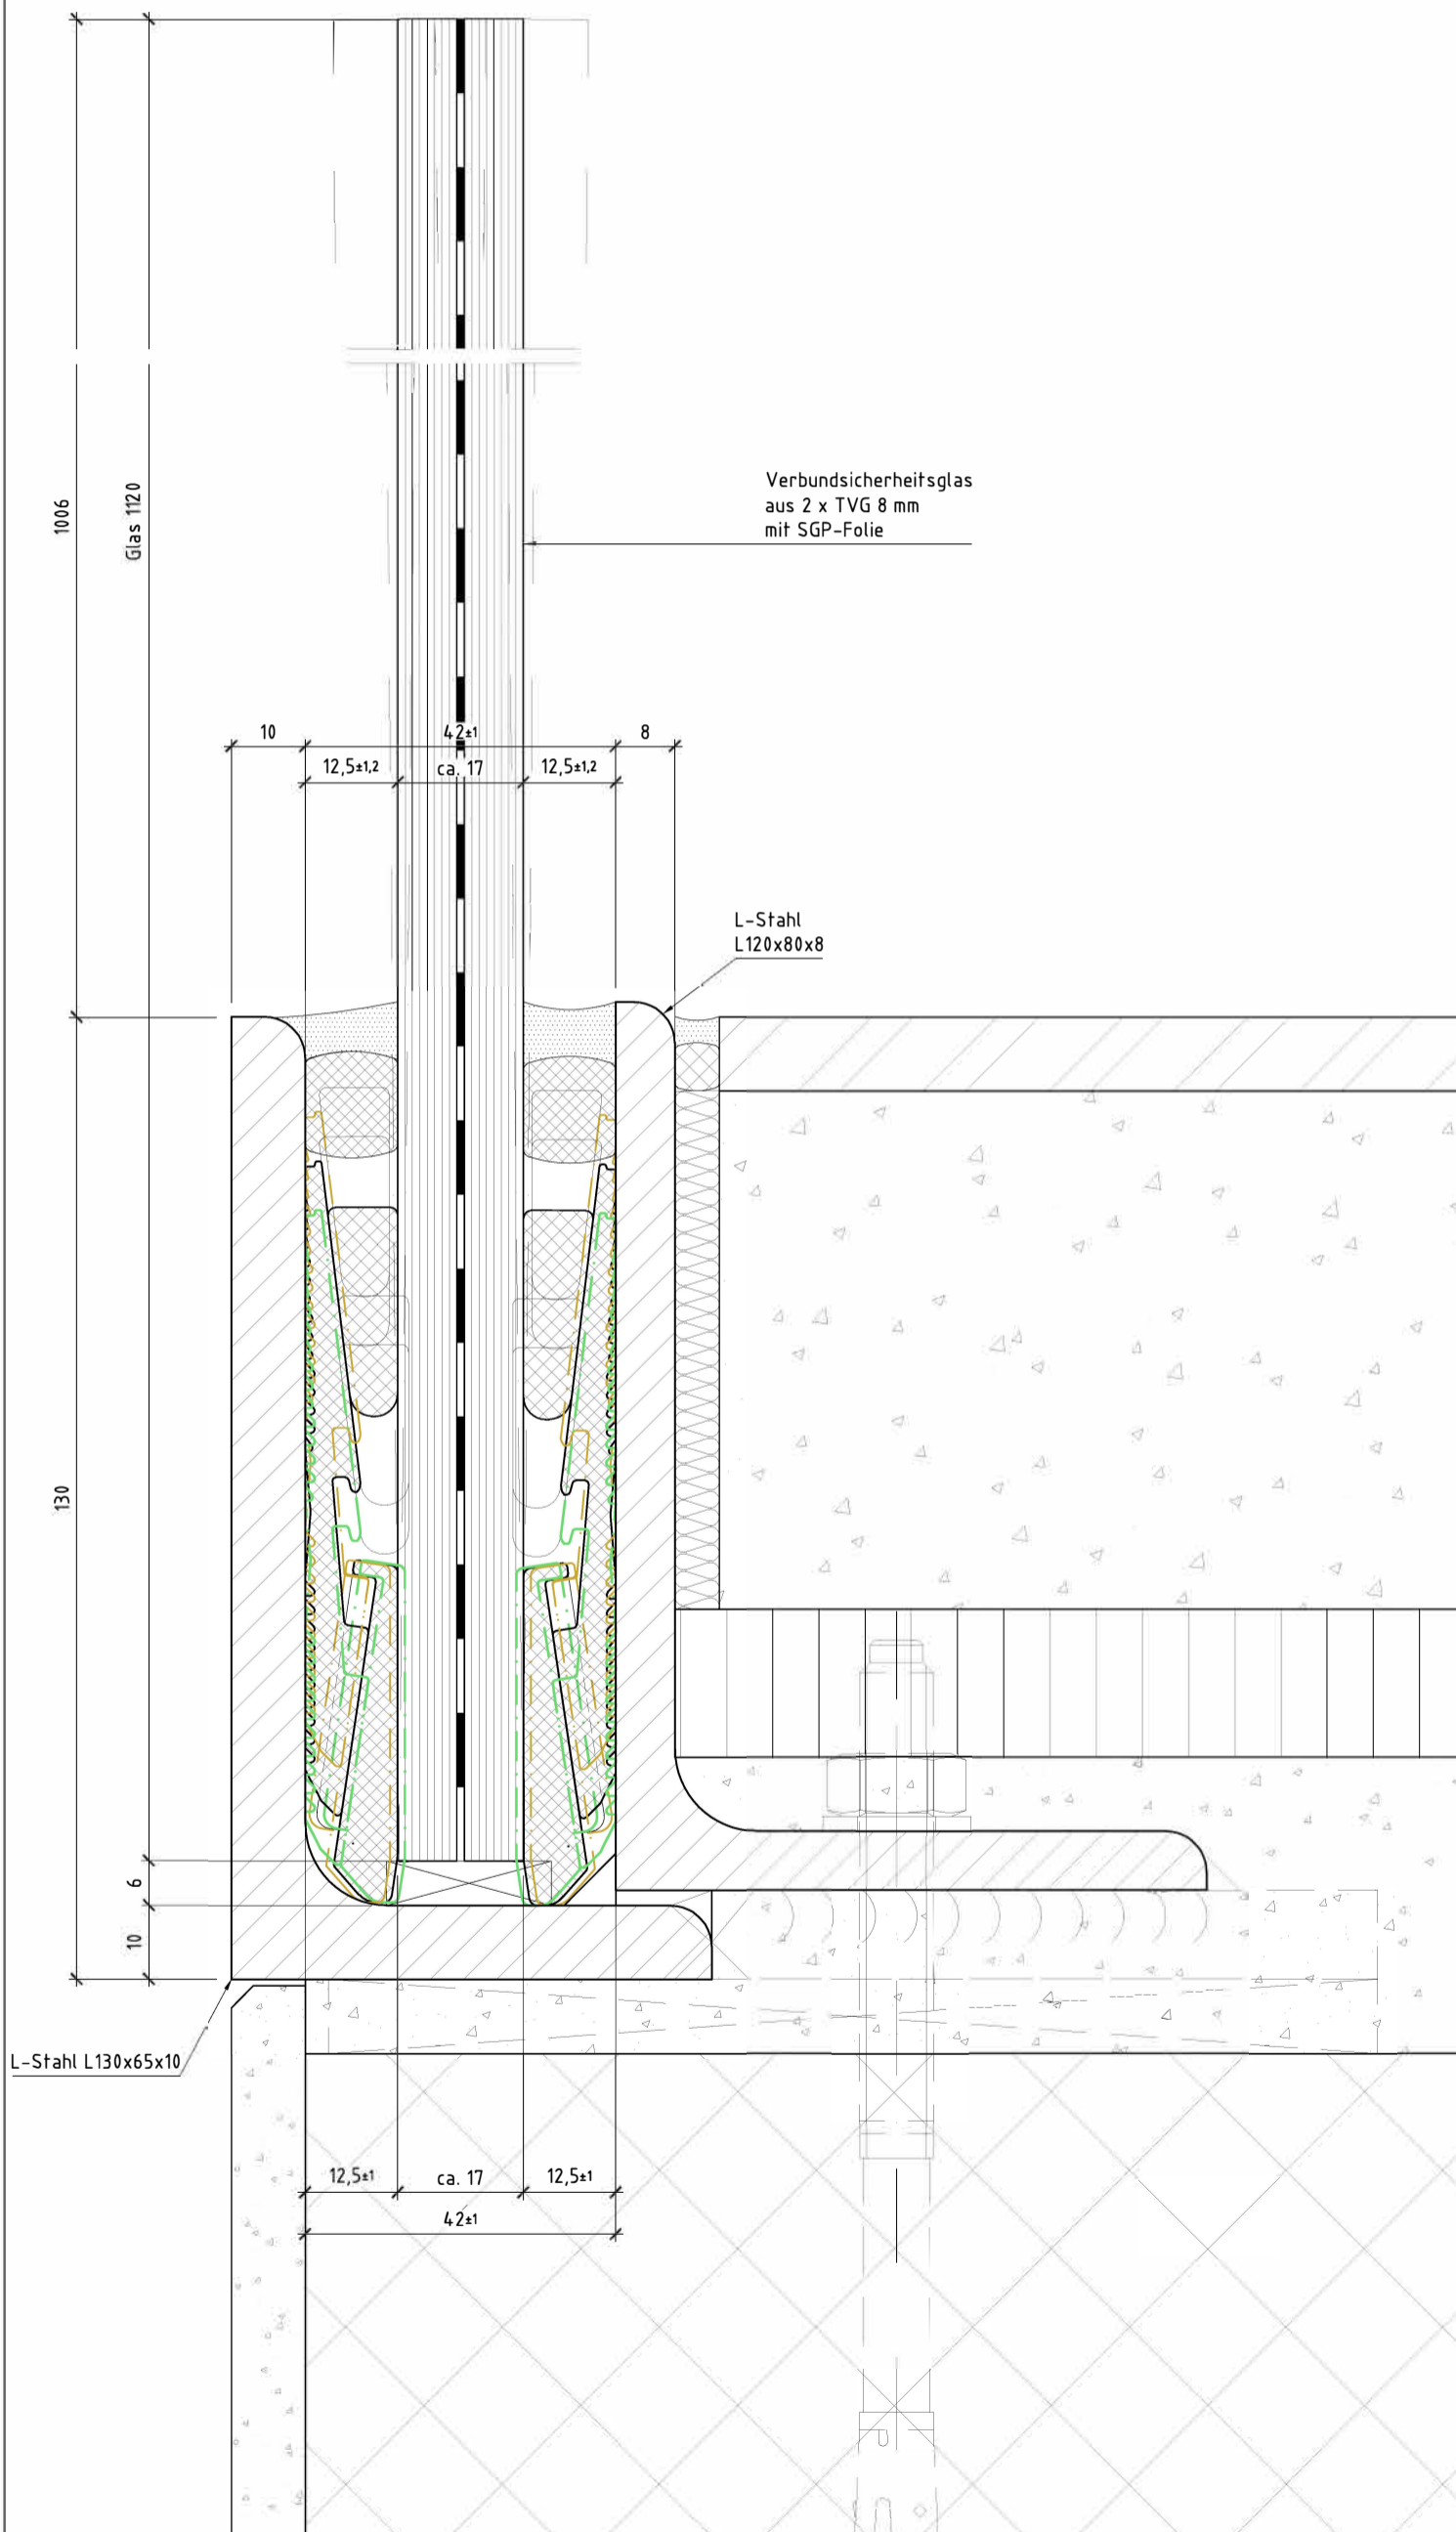 1006
Glas 1120
Verbundsicherheitsglas
aus 2 x TVG 8 mm
mit SGP-Folie
10
42±1
8
12,5±1,2
ca. 17
12,5±1,2
L-Stahl
L120x80x8
130
6
10
L-Stahl L130x65x10
12,5±1
ca. 17
12,5±1
42±1